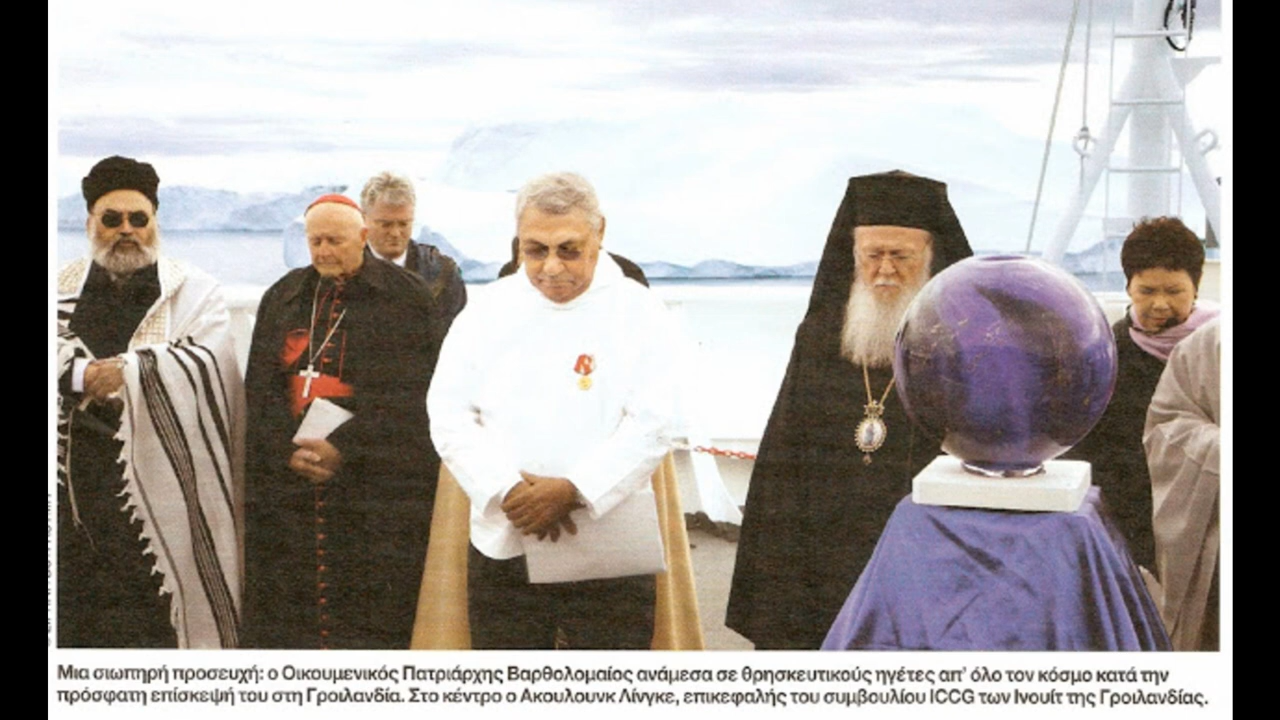 Μια σιωπηρή προσευχή: ο Οικουμενικός Πατριάρχης Βαρθολομαίος ανάμεσα σε θρησκευτικούς ηγέτες απ' όλο τον κόσμο κατά την
πρόσφατη επίσκεψή του στη Γροιλανδία. Στο κέντρο ο Ακουλουνκ Λίνγκε, επικεφαλής του συμβουλίου ICCG των Ινουίτ της Γροιλανδίας.